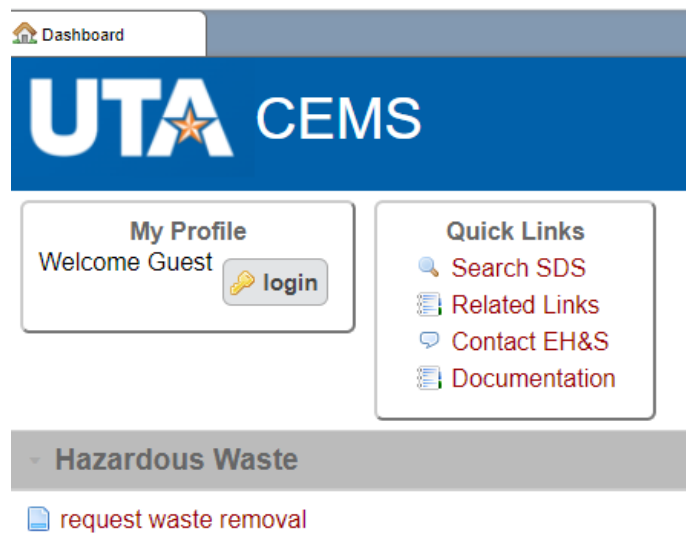 Dashboard
UTA CEMS
My Profile
Welcome Guest
login
Quick Links
Search SDS
Related Links
Contact EH&S
Documentation
Hazardous Waste
request waste removal